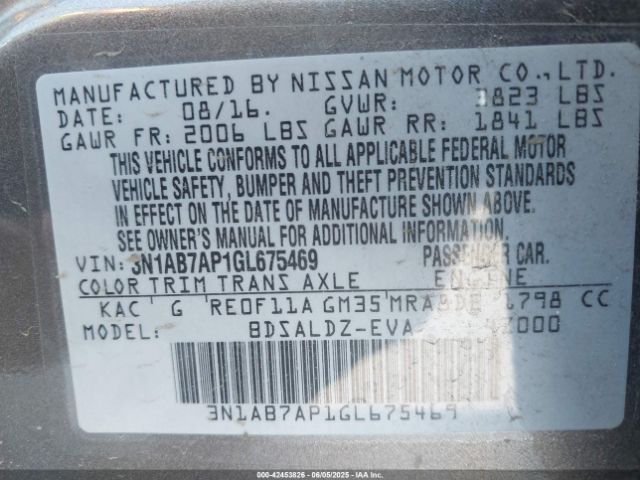 MANUFACTURED BY NISSAN MOTOR CO.,LTD.
DATE: 08/16. GVWR: 3823 LBS
GAWR FR: 2006 LBS GAWR RR: 1841 LBS
THIS VEHICLE CONFORMS TO ALL APPLICABLE FEDERAL MOTOR
VEHICLE SAFETY, BUMPER AND THEFT PREVENTION STANDARDS
IN EFFECT ON THE DATE OF MANUFACTURE SHOWN ABOVE.
SEE OWNER'S MANUAL FOR ADDITIONAL INFORMATION.
VIN: 3N1AB7AP1GL675469 PASSENGER CAR.
COLOR TRIM TRANS AXLE ENGINE
KAC G RE0F11A GM35 MRA8DE 1798 CC
MODEL: BDSALDZ-EVA
3N1AB7AP1GL675469
000-42453826 - 06/05/2025 - IAAI.com